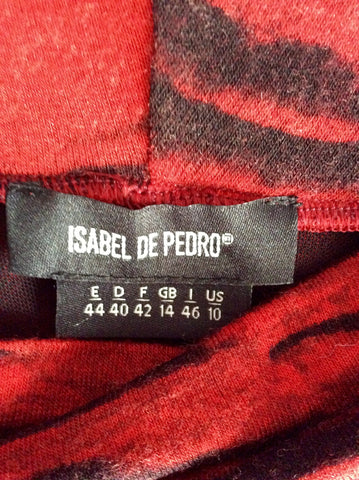 ISABEL DE PEDRO®
E D F GB I US
44 40 42 14 46 10